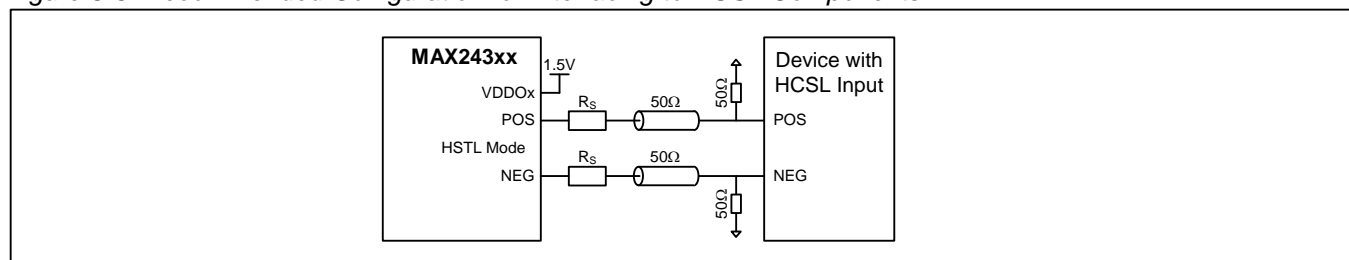 MAX243xx
1.5V
VDDOx
POS
HSTL Mode
NEG
RS
50Ω
RS
50Ω
50Ω
50Ω
Device with
HCSL Input
POS
NEG